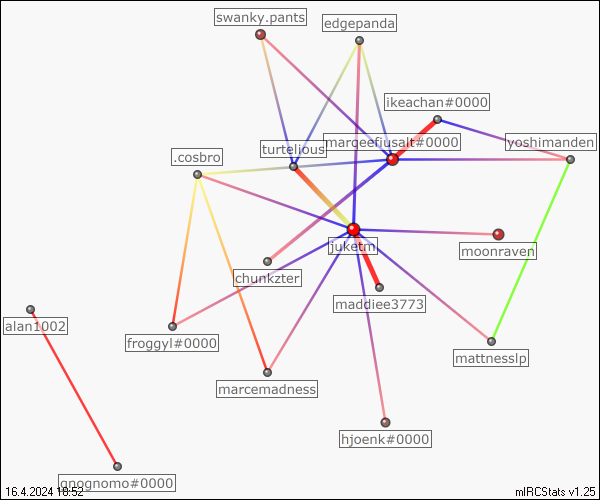 swanky.pants
edgepanda
ikeachan#0000
marqeefjusalt#0000
yoshimanden
turtelious
.cosbro
juketm
moonraven
chunkzter
maddiee3773
alan1002
froggyl#0000
mattnesslp
marcemadness
hjoenk#0000
gnognomo#0000
16.4.2024 18:52
mIRCStats v1.25